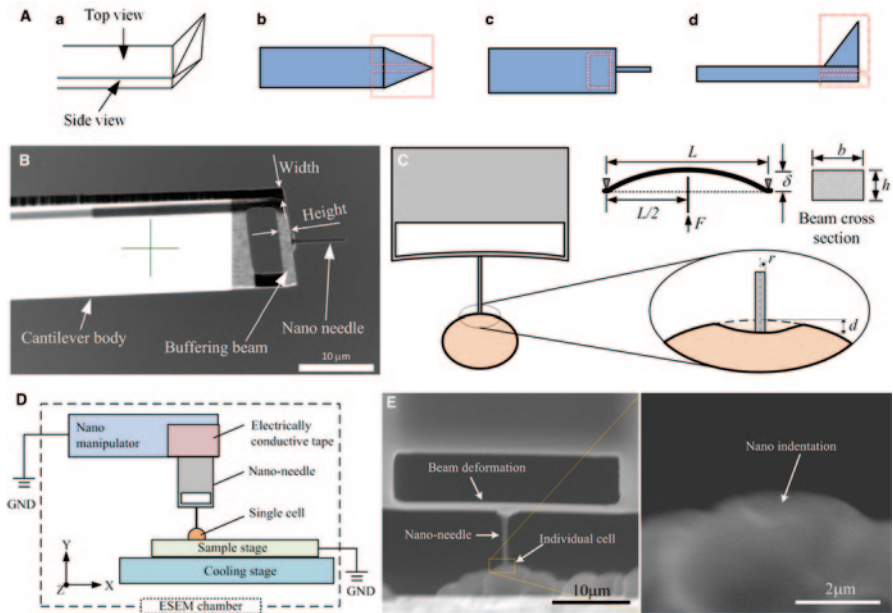 A
a
Top view
Side view
b
c
d
B
Width
Height
Cantilever body
Buffering beam
Nano needle
10 μm
C
L
δ
L/2
F
b
h
Beam cross
section
r
d
D
Nano
manipulator
Electrically
conductive tape
Nano-needle
GND
Single cell
Sample stage
Cooling stage
GND
Y
Z
X
ESEM chamber
E
Beam deformation
Nano-needle
Individual cell
10μm
Nano indentation
2μm